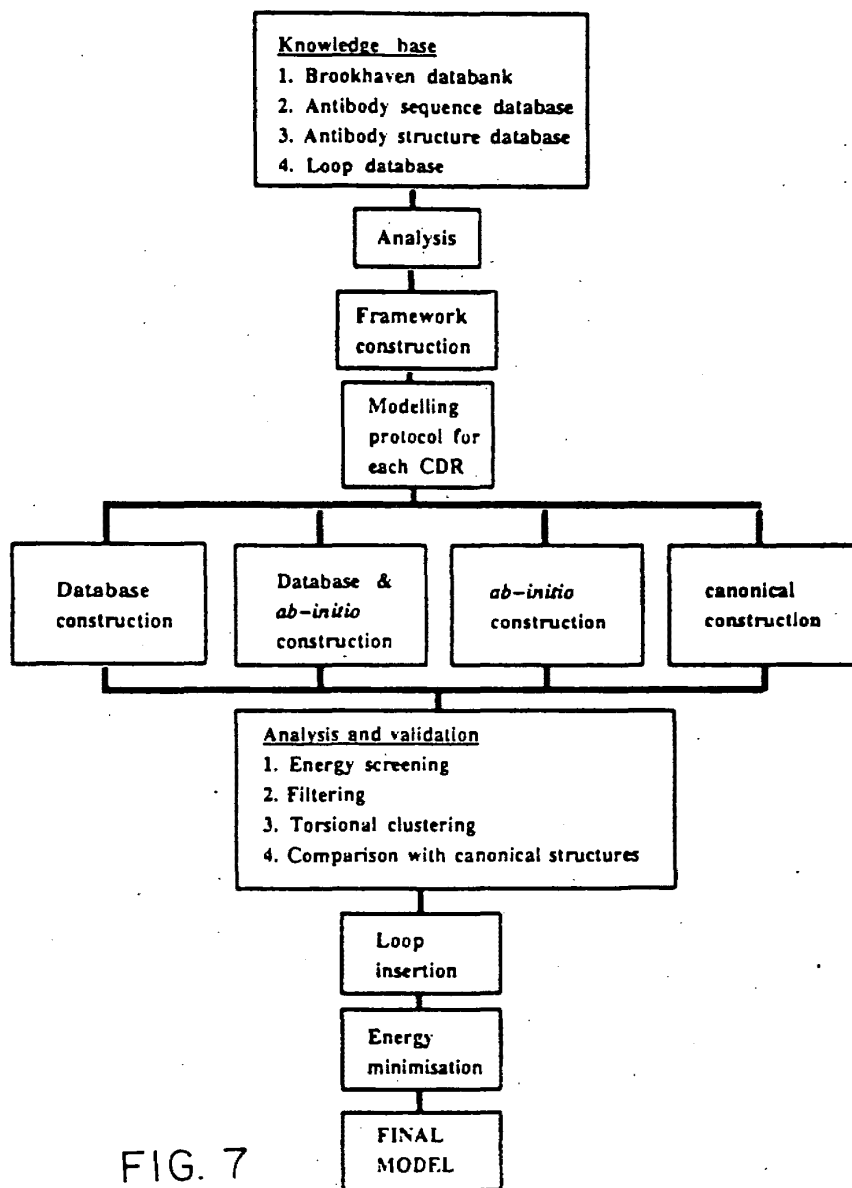 Knowledge base
1. Brookhaven databank
2. Antibody sequence database
3. Antibody structure database
4. Loop database
Analysis
Framework
construction
Modelling
protocol for
each CDR
Database
construction
Database &
ab-initio
construction
ab-initio
construction
canonical
construction
Analysis and validation
1. Energy screening
2. Filtering
3. Torsional clustering
4. Comparison with canonical structures
Loop
insertion
Energy
minimisation
FINAL
MODEL
FIG. 7